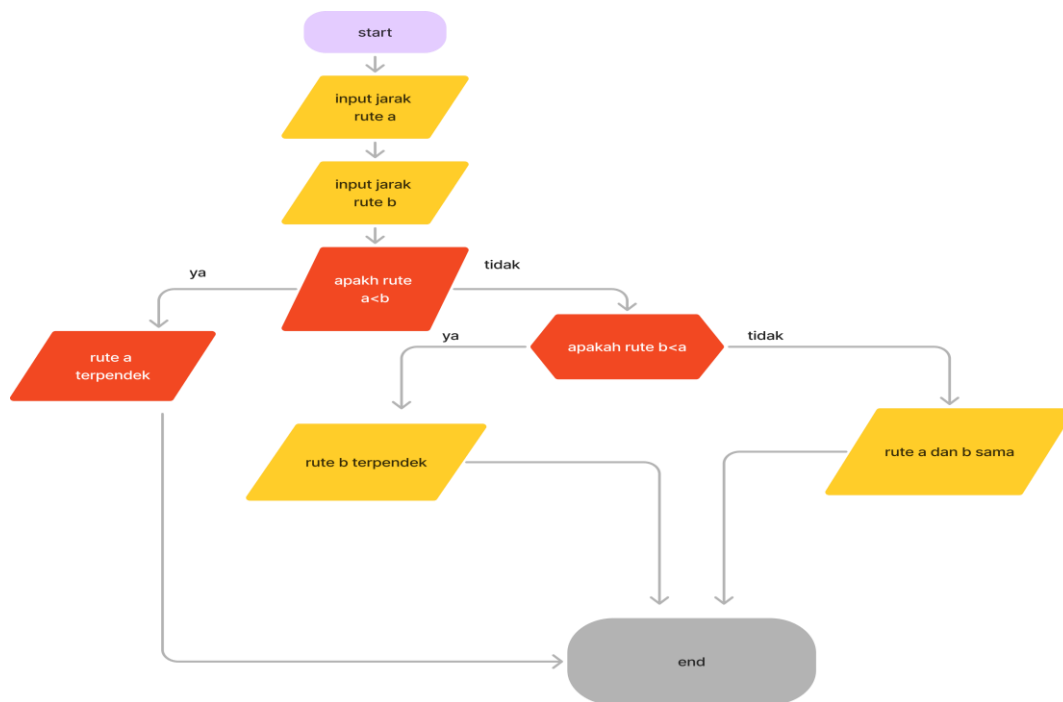 start
input jarak
rute a
input jarak
rute b
ya
apakh rute
a<b
tidak
rute a
terpendek
ya
apakah rute b<a
tidak
rute b terpendek
rute a dan b sama
end